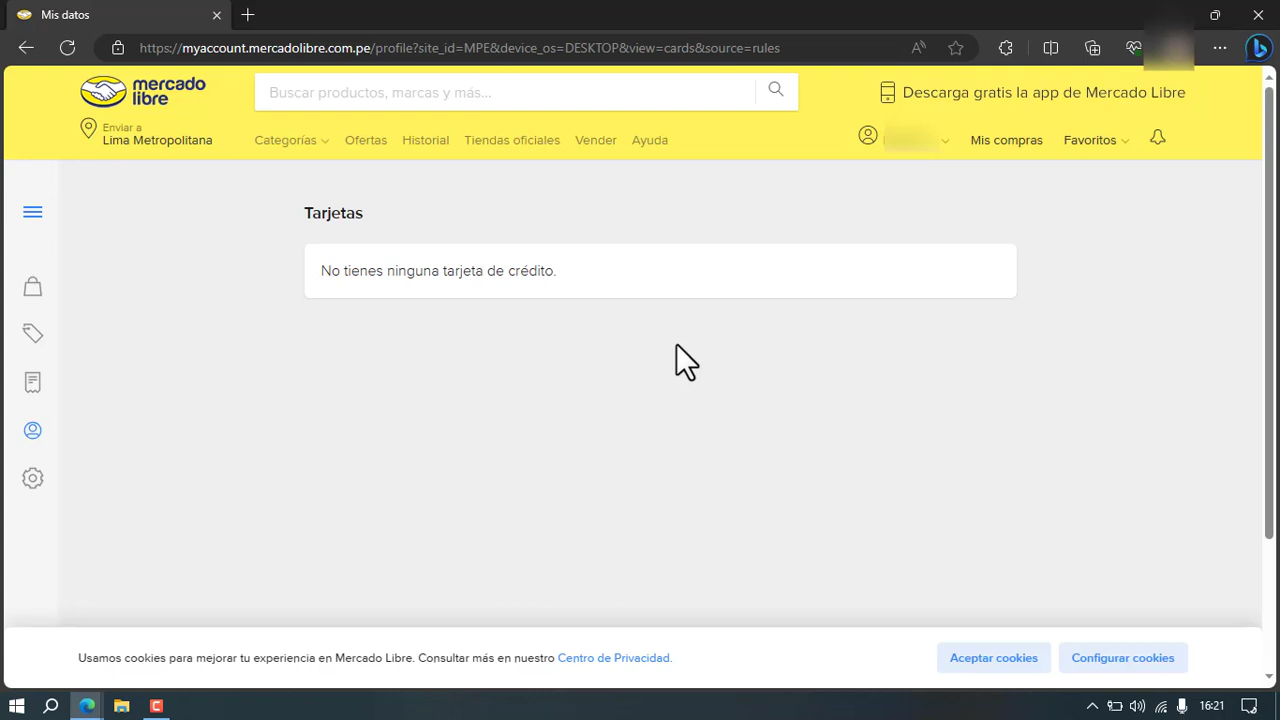 Mis datos
https://myaccount.mercadolibre.com.pe/profile?site_id=MPE&device_os=DESKTOP&view=cards&source=rules
mercado
libre
Buscar productos, marcas y más...
Descarga gratis la app de Mercado Libre
Enviar a
Lima Metropolitana
Categorías
Ofertas
Historial
Tiendas oficiales
Vender
Ayuda
Mis compras
Favoritos
Tarjetas
No tienes ninguna tarjeta de crédito.
Usamos cookies para mejorar tu experiencia en Mercado Libre. Consultar más en nuestro Centro de Privacidad.
Aceptar cookies
Configurar cookies
16:21